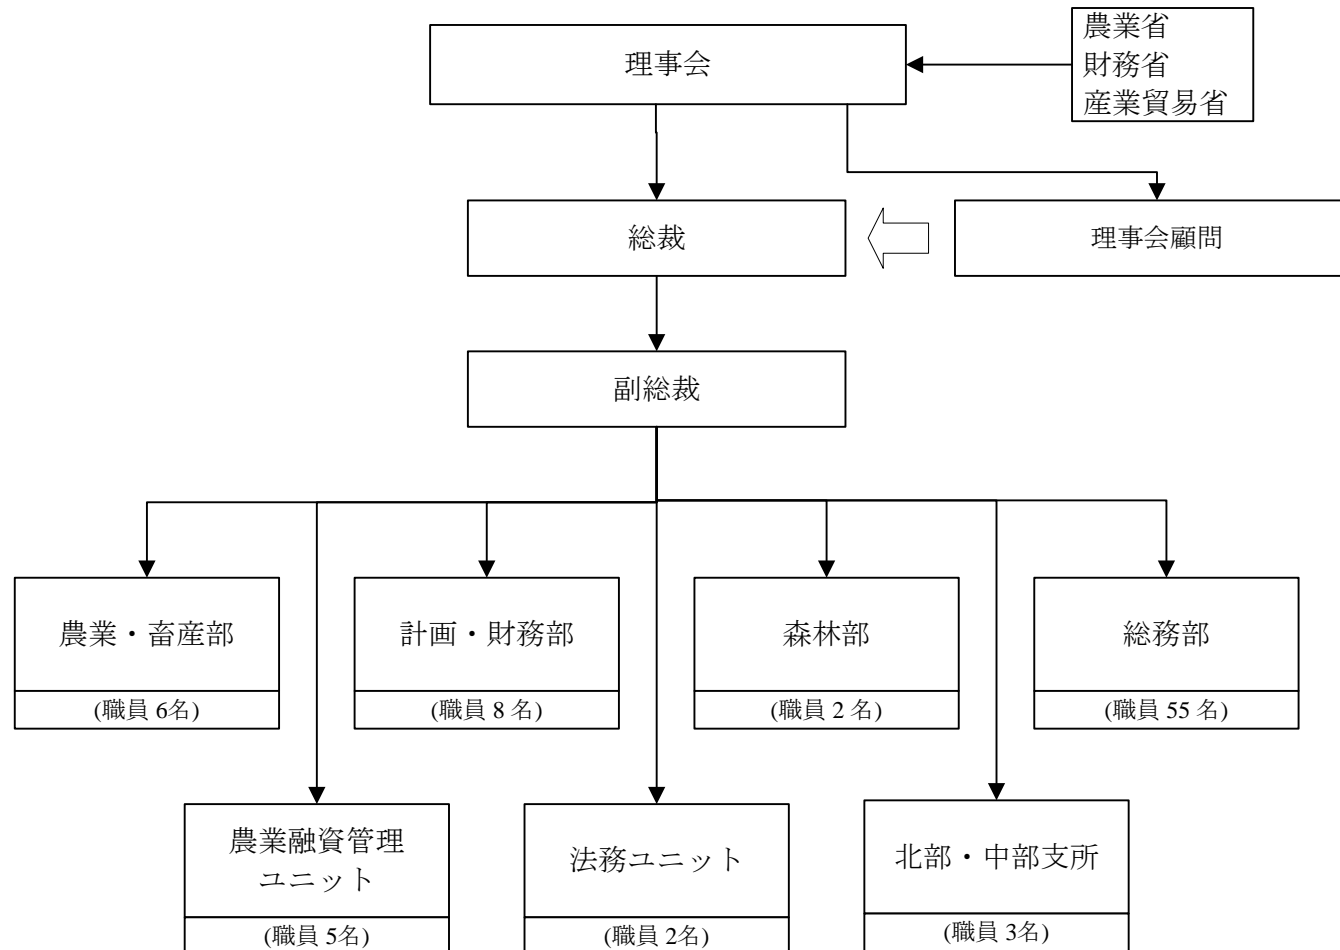 農業省
財務省
産業貿易省
理事会
総裁
理事会顧問
副総裁
農業・畜産部
(職員 6名)
計画・財務部
(職員 8 名)
森林部
(職員 2 名)
総務部
(職員 55 名)
農業融資管理
ユニット
(職員 5名)
法務ユニット
(職員 2名)
北部・中部支所
(職員 3名)